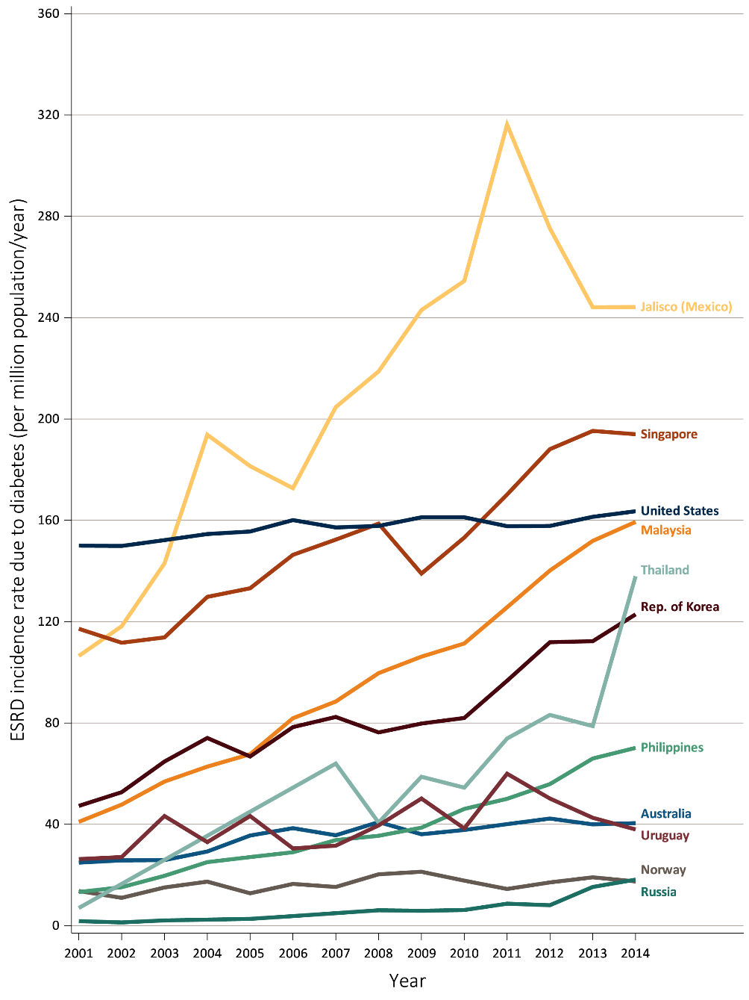 ESRD incidence rate due to diabetes (per million population/year)
360
320
280
240
200
160
120
80
40
0
Jalisco (Mexico)
Singapore
United States
Malaysia
Thailand
Rep. of Korea
Philippines
Australia
Uruguay
Norway
Russia
2001 2002 2003 2004 2005 2006 2007 2008 2009 2010 2011 2012 2013 2014
Year